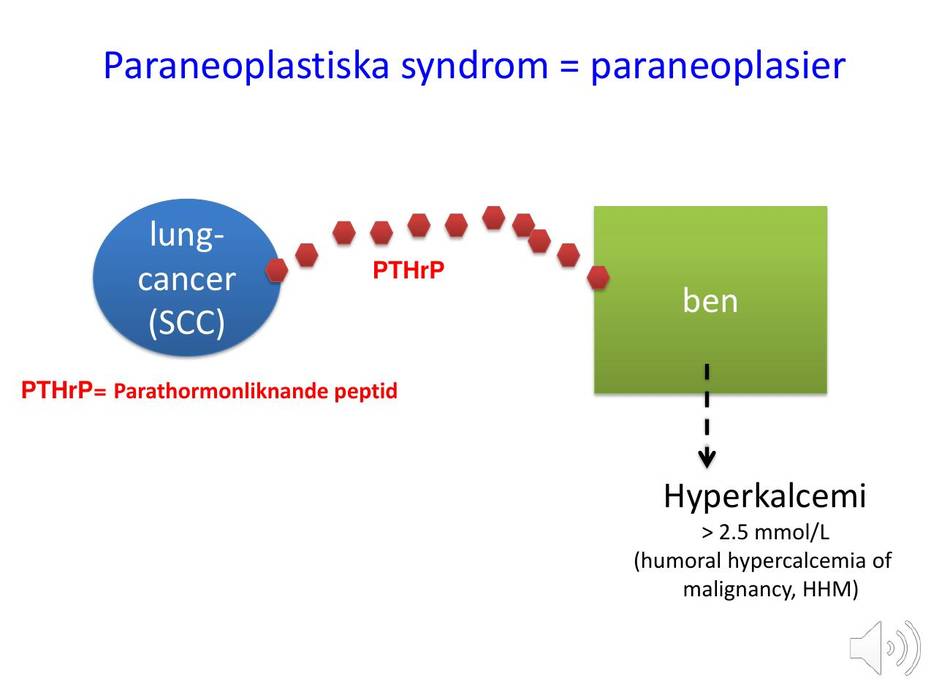 Paraneoplastiska syndrom = paraneoplasier
lung-
cancer
(SCC)
PTHrP
ben
PTHrP= Parathormonliknande peptid
Hyperkalcemi
> 2.5 mmol/L
(humoral hypercalcemia of
malignancy, HHM)